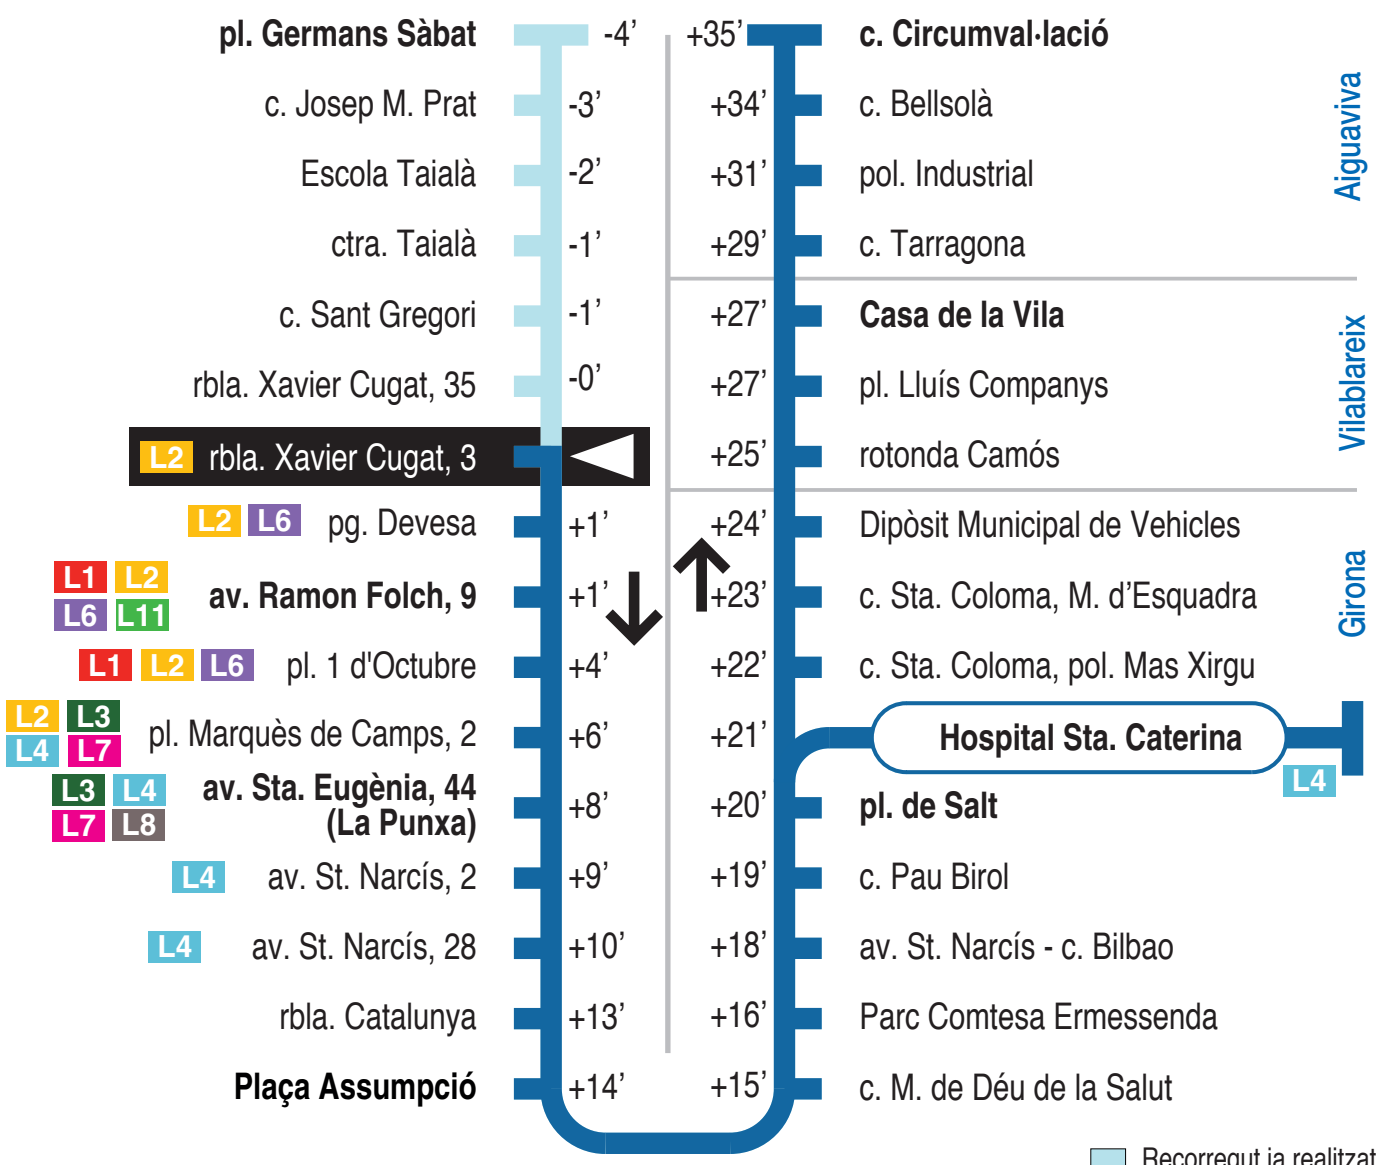 pl. Germans Sàbat -4’
c. Josep M. Prat -3’
Escola Taialà -2’
ctra. Taialà -1’
c. Sant Gregori -1’
rbla. Xavier Cugat, 35 -0’
L2 rbla. Xavier Cugat, 3
L2 L6 pg. Devesa +1’
L1 L2
L6 L11 av. Ramon Folch, 9 +1’
L1 L2 L6 pl. 1 d'Octubre +4’
L2 L3
L4 L7 pl. Marquès de Camps, 2 +6’
L3 L4 av. Sta. Eugènia, 44 +8’
L7 L8 (La Punxa)
L4 av. St. Narcís, 2 +9’
L4 av. St. Narcís, 28 +10’
rbla. Catalunya +13’
Plaça Assumpció +14’
+35’ c. Circumval·lació
+34’ c. Bellsolà
+31’ pol. Industrial
+29’ c. Tarragona
Aiguaviva
+27’ Casa de la Vila
+27’ pl. Lluís Companys
+25’ rotonda Camós
Vilablareix
+24’ Dipòsit Municipal de Vehicles
+23’ c. Sta. Coloma, M. d’Esquadra
+22’ c. Sta. Coloma, pol. Mas Xirgu
Girona
+21’ Hospital Sta. Caterina
L4
+20’ pl. de Salt
+19’ c. Pau Birol
+18’ av. St. Narcís - c. Bilbao
+16’ Parc Comtesa Ermessenda
+15’ c. M. de Déu de la Salut
Recorregut ja realitzat